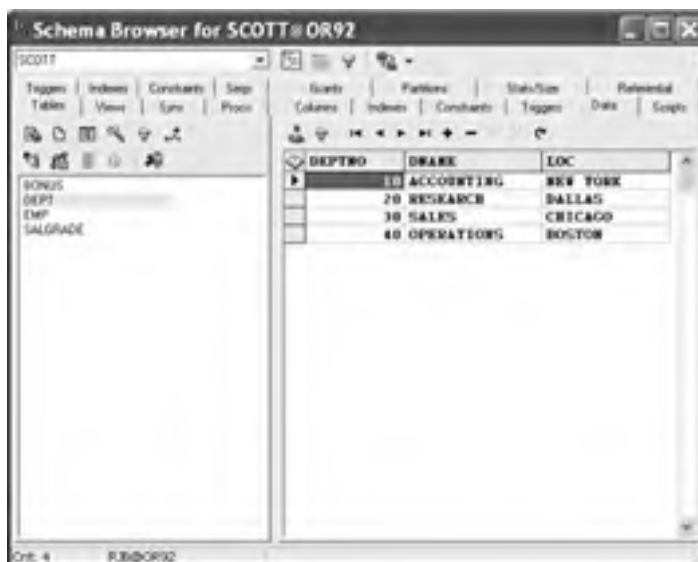 Schema Browser for SCOTT@OR92
SCOTT
Triggers Indexes Constraints Seqs
Tables Views Sync Procs
Grants Partitions Stats/Size Referential
Columns Indexes Constraints Triggers Data Scripts
DEPTNO DNAME LOC
10 ACCOUNTING NEW YORK
20 RESEARCH DALLAS
30 SALES CHICAGO
40 OPERATIONS BOSTON
BONUS
DEPT
EMP
SALGRADE
Cnt: 4